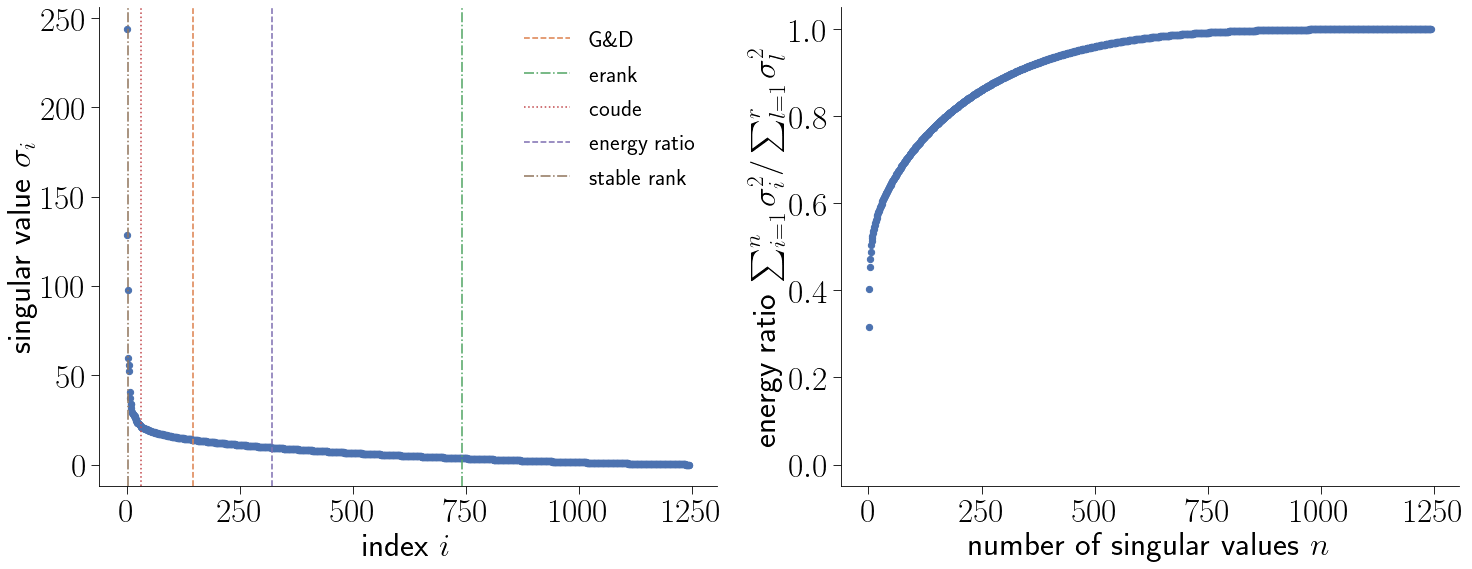 250
200
150
100
50
0
singular value σ_i
0 250 500 750 1000 1250
index i
G&D
erank
coude
energy ratio
stable rank
1.0
0.8
0.6
0.4
0.2
0.0
energy ratio ∑_{i=1}^{n} σ_i^2 / ∑_{l=1}^{r} σ_l^2
0 250 500 750 1000 1250
number of singular values n